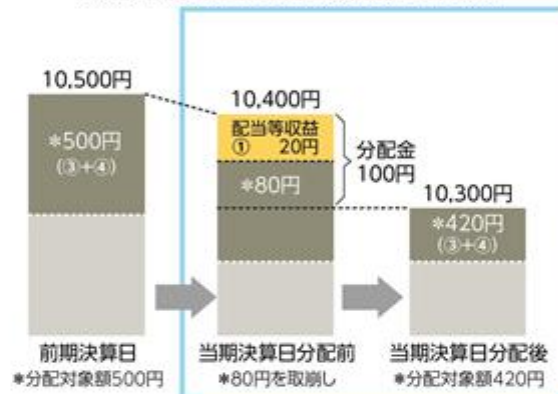 10,500円
*500円
(③+④)
前期決算日
*分配対象額500円
10,400円
配当等収益
① 20円
*80円
分配金
100円
当期決算日分配前
*80円を取崩し
10,300円
*420円
(③+④)
当期決算日分配後
*分配対象額420円